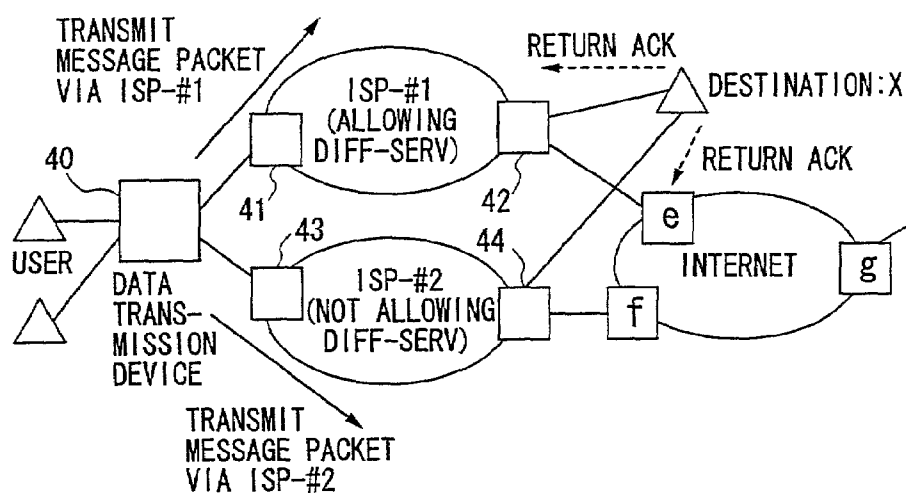 TRANSMIT
MESSAGE PACKET
VIA ISP-#1
RETURN ACK
ISP-#1
(ALLOWING
DIFF-SERV)
DESTINATION:X
40
41
42
RETURN ACK
e
USER
43
44
ISP-#2
(NOT ALLOWING
DIFF-SERV)
INTERNET
g
f
DATA
TRANS-
MISSION
DEVICE
TRANSMIT
MESSAGE PACKET
VIA ISP-#2